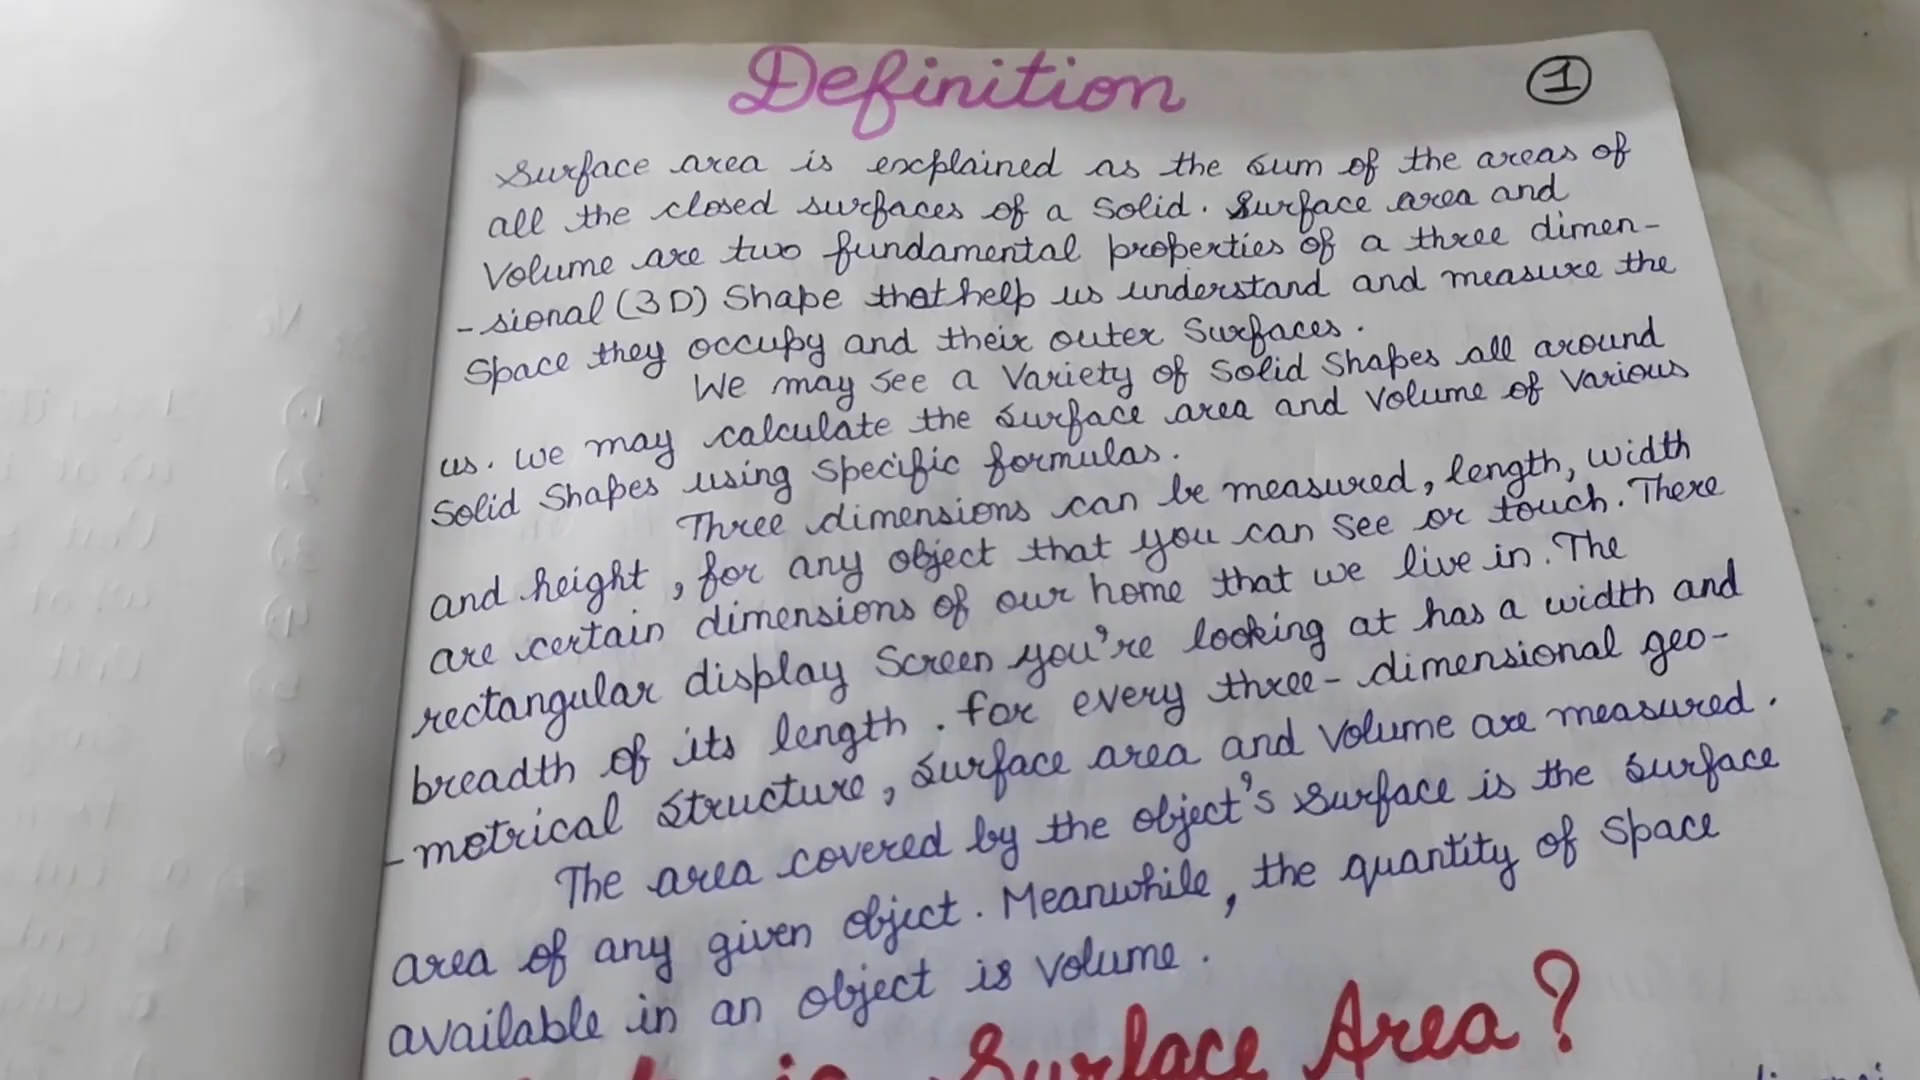 Definition
1
Surface area is explained as the sum of the areas of
all the closed surfaces of a Solid. Surface area and
Volume are two fundamental properties of a three dimen-
-sional (3D) Shape that help us understand and measure the
Space they occupy and their outer Surfaces.
We may see a Variety of Solid Shapes all around
us. We may calculate the surface area and volume of Various
Solid Shapes using Specific formulas.
Three dimensions can be measured, length, width
and height, for any object that you can see or touch. There
are certain dimensions of our home that we live in. The
rectangular display Screen you're looking at has a width and
breadth of its length. for every three-dimensional geo-
-metrical structure, surface area and Volume are measured.
The area covered by the object's surface is the surface
area of any given object. Meanwhile, the quantity of space
available in an object is volume.
is Surface Area?